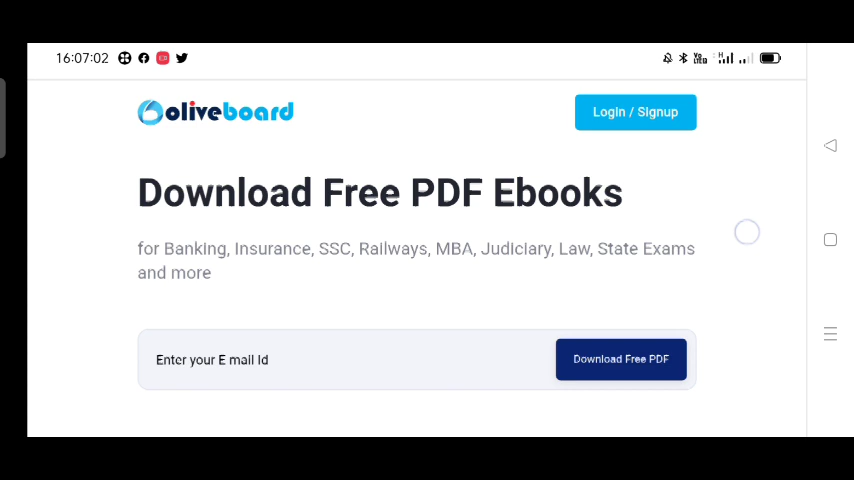 16:07:02
oliveboard
Login / Signup
Download Free PDF Ebooks
for Banking, Insurance, SSC, Railways, MBA, Judiciary, Law, State Exams
and more
Enter your E mail Id
Download Free PDF